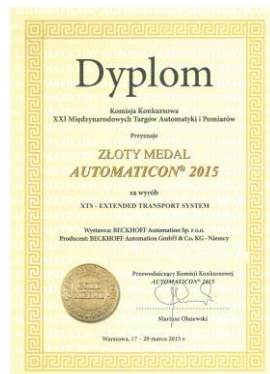 Dyplom
Komisja Konkursowa
XXI Międzynarodowych Targów Automatyki i Pomiarów
Przyznaje
ZŁOTY MEDAL
AUTOMATICON® 2015
za wyrób
XTS - EXTENDED TRANSPORT SYSTEM
Wystawca: BECKHOFF Automation Sp. z o.o.
Producent: BECKHOFF Automation GmbH & Co. KG - Niemcy
Przewodniczący Komisji Konkursowej
AUTOMATICON® 2015
Mariusz Olszewski
Warszawa, 17 - 20 marca 2015 r.